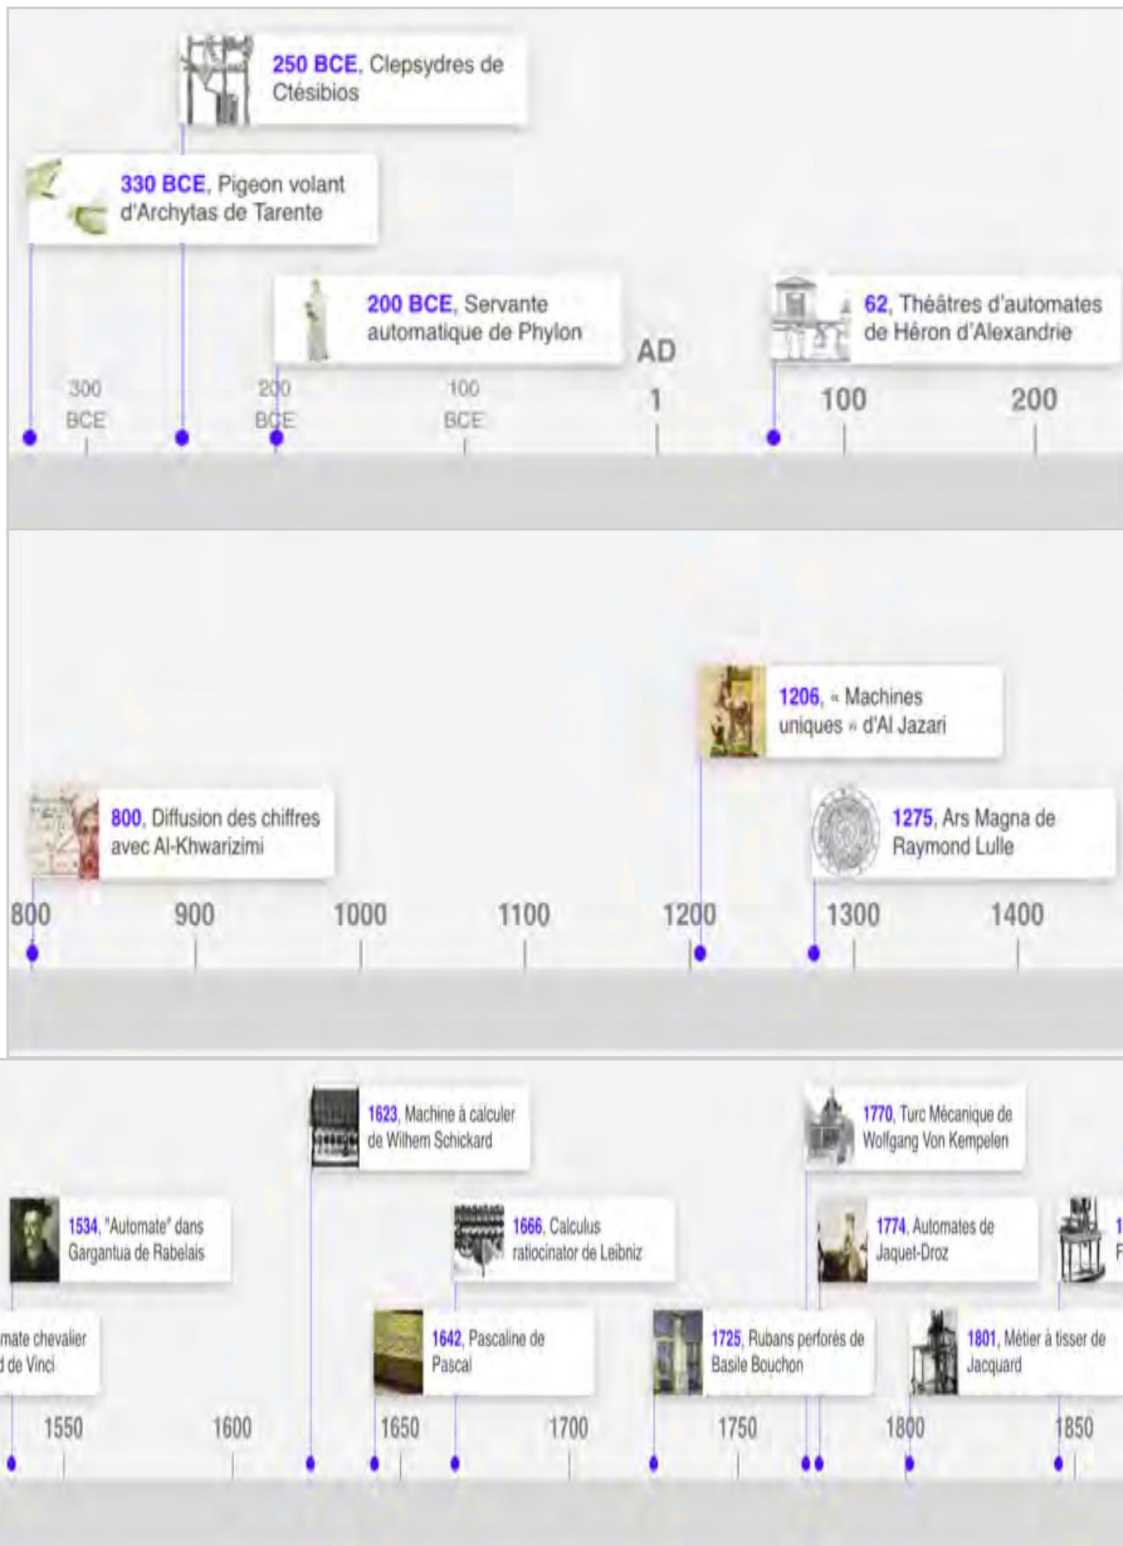 250 BCE, Clepsydres de
Ctésibios
330 BCE, Pigeon volant
d'Archytas de Tarente
200 BCE, Servante
automatique de Phylon
62, Théâtres d'automates
de Héron d'Alexandrie
AD
300
BCE
200
BCE
100
BCE
1
100
200
1206, « Machines
uniques » d'Al Jazari
800, Diffusion des chiffres
avec Al-Khwarizimi
1275, Ars Magna de
Raymond Lulle
800
900
1000
1100
1200
1300
1400
1623, Machine à calculer
de Wilhem Schickard
1770, Turc Mécanique de
Wolfgang Von Kempelen
1534, "Automate" dans
Gargantua de Rabelais
1666, Calculus
ratiocinator de Leibniz
1774, Automates de
Jaquet-Droz
1
F
mate chevalier
d de Vinci
1642, Pascaline de
Pascal
1725, Rubans perforés de
Basile Bouchon
1801, Métier à tisser de
Jacquard
1550
1600
1650
1700
1750
1800
1850